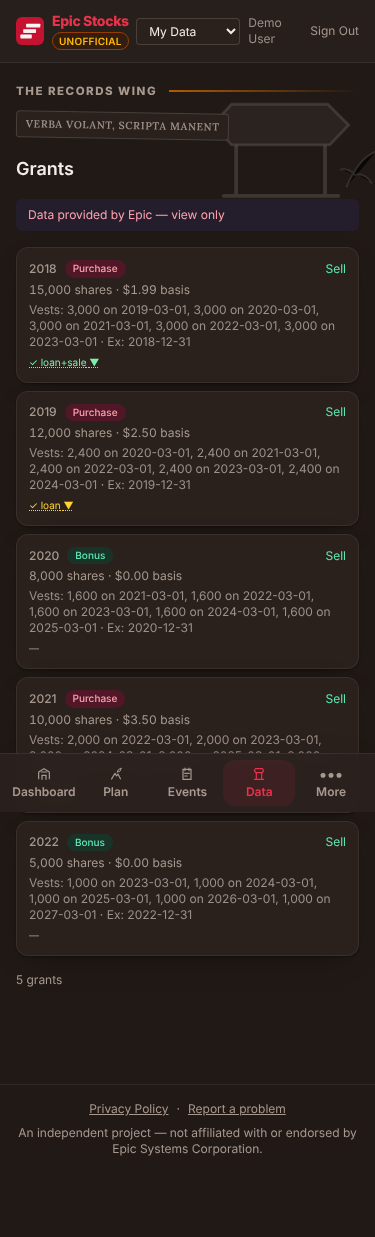 Epic Stocks
UNOFFICIAL
My Data
Demo User
Sign Out
THE RECORDS WING
VERBA VOLANT, SCRIPTA MANENT
Grants
Data provided by Epic — view only
2018 Purchase Sell
15,000 shares · $1.99 basis
Vests: 3,000 on 2019-03-01, 3,000 on 2020-03-01,
3,000 on 2021-03-01, 3,000 on 2022-03-01, 3,000 on
2023-03-01 · Ex: 2018-12-31
✓ loan+sale ▼
2019 Purchase Sell
12,000 shares · $2.50 basis
Vests: 2,400 on 2020-03-01, 2,400 on 2021-03-01,
2,400 on 2022-03-01, 2,400 on 2023-03-01, 2,400 on
2024-03-01 · Ex: 2019-12-31
✓ loan ▼
2020 Bonus Sell
8,000 shares · $0.00 basis
Vests: 1,600 on 2021-03-01, 1,600 on 2022-03-01,
1,600 on 2023-03-01, 1,600 on 2024-03-01, 1,600 on
2025-03-01 · Ex: 2020-12-31
—
2021 Purchase Sell
10,000 shares · $3.50 basis
Vests: 2,000 on 2022-03-01, 2,000 on 2023-03-01,
Dashboard
Plan
Events
Data
More
2022 Bonus Sell
5,000 shares · $0.00 basis
Vests: 1,000 on 2023-03-01, 1,000 on 2024-03-01,
1,000 on 2025-03-01, 1,000 on 2026-03-01, 1,000 on
2027-03-01 · Ex: 2022-12-31
—
5 grants
Privacy Policy · Report a problem
An independent project — not affiliated with or endorsed by
Epic Systems Corporation.